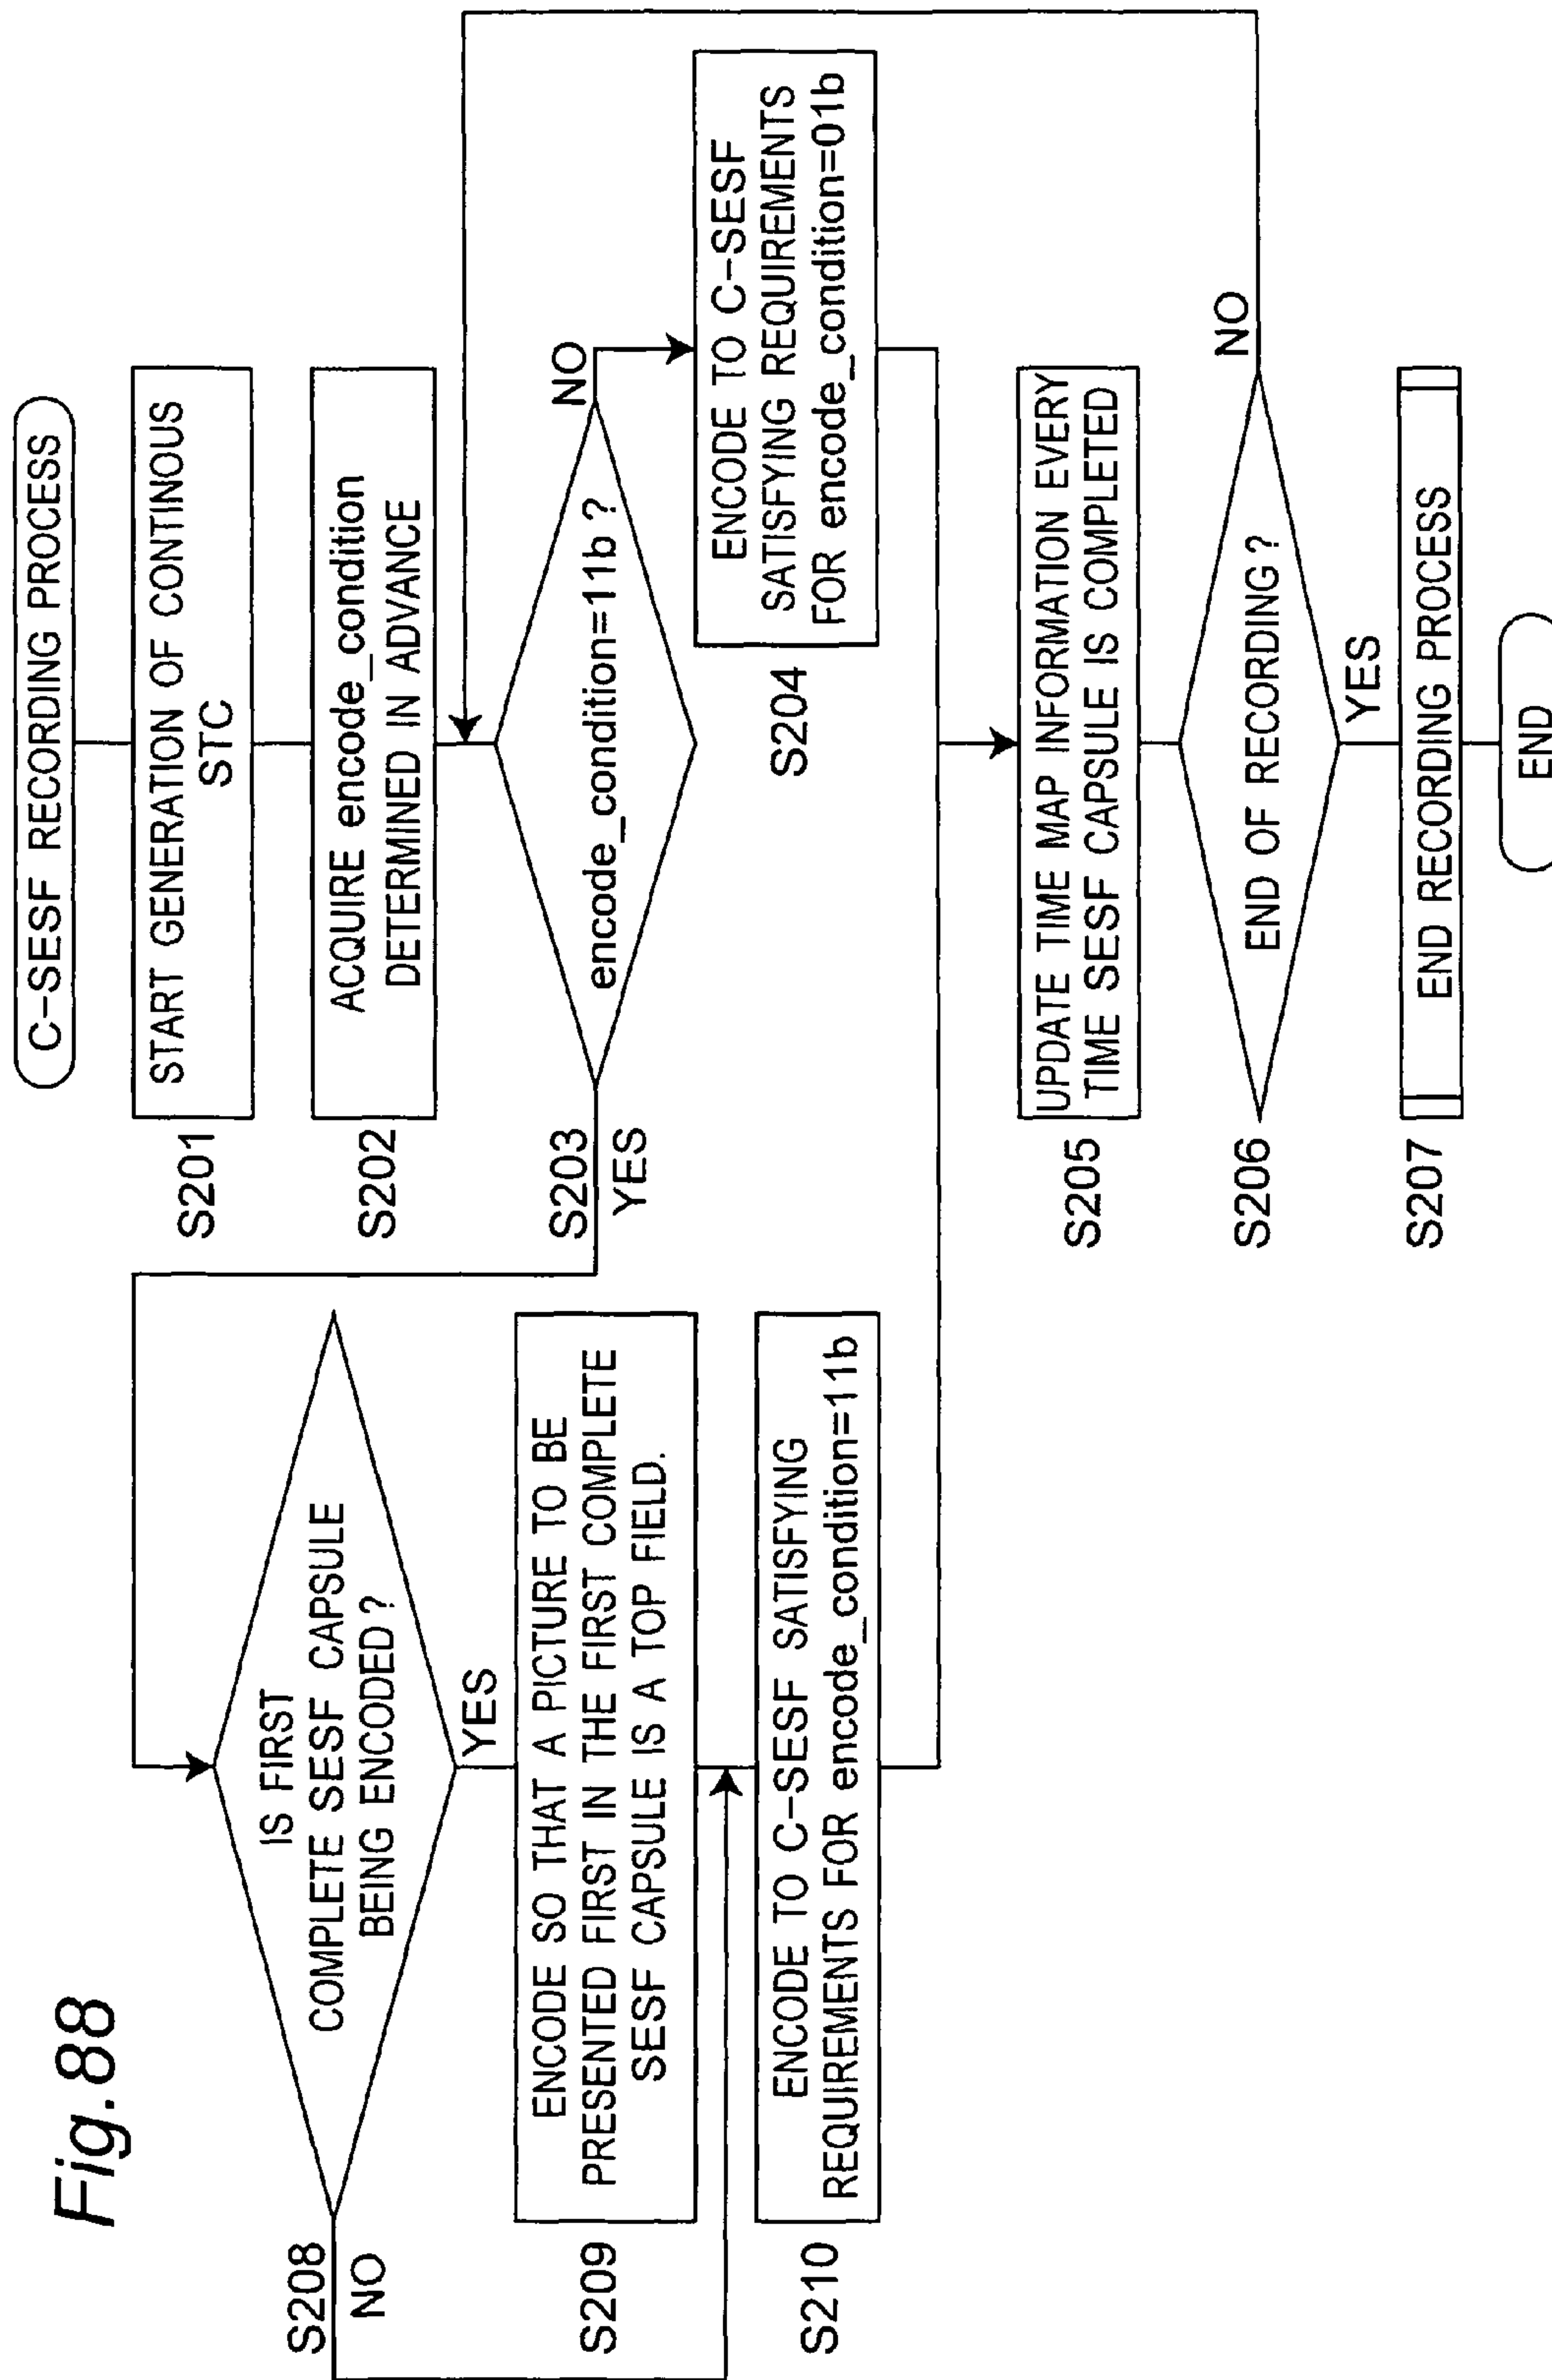 Fig.88
C-SESF RECORDING PROCESS
S201
START GENERATION OF CONTINOUS
STC
S202
ACQUIRE encode_condition
DETERMINED IN ADVANCE
S203
encode_condition=11b ?
YES
NO
S204
ENCODE TO C-SESF
SATISFYING REQUIREMENTS
FOR encode_condition=01b
S205
UPDATE TIME MAP INFORMATION EVERY
TIME SESF CAPSULE IS COMPLETED
S206
END OF RECORDING ?
NO
YES
S207
END RECORDING PROCESS
END
S208
IS FIRST
COMPLETE SESF CAPSULE
BEING ENCODED ?
NO
YES
S209
ENCODE SO THAT A PICTURE TO BE
PRESENTED FIRST IN THE FIRST COMPLETE
SESF CAPSULE IS A TOP FIELD.
S210
ENCODE TO C-SESF SATISFYING
REQUIREMENTS FOR encode_condition=11b